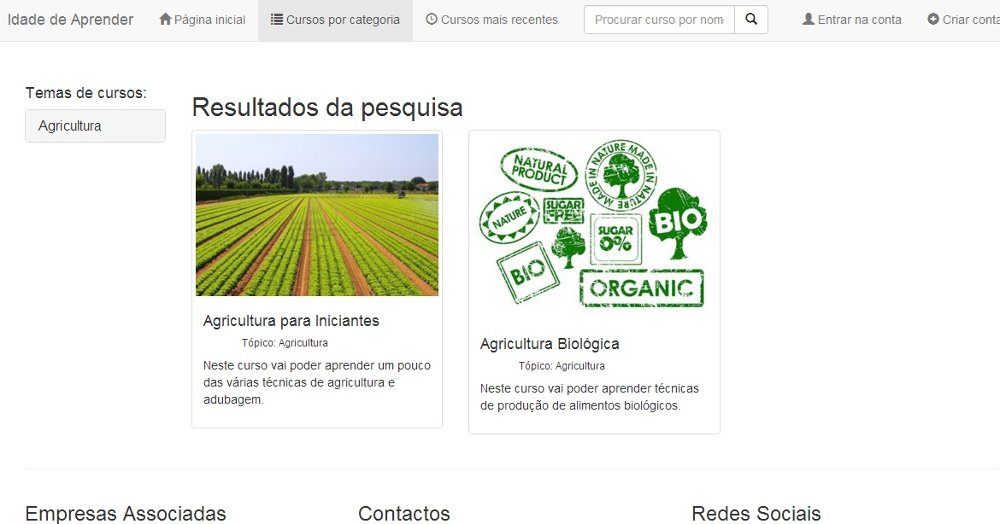 Idade de Aprender
Página inicial
Cursos por categoria
Cursos mais recentes
Procurar curso por nom
Entrar na conta
Criar conta
Temas de cursos:
Agricultura
Resultados da pesquisa
NATURAL
PRODUCT
MADE IN NATURE MADE IN NATURE
NATURE
SUGAR
FREE
SUGAR
0%
BIO
BIO
ORGANIC
Agricultura para Iniciantes
Tópico: Agricultura
Neste curso vai poder aprender um pouco
das várias técnicas de agricultura e
adubagem.
Agricultura Biológica
Tópico: Agricultura
Neste curso vai poder aprender técnicas
de produção de alimentos biológicos.
Empresas Associadas
Contactos
Redes Sociais